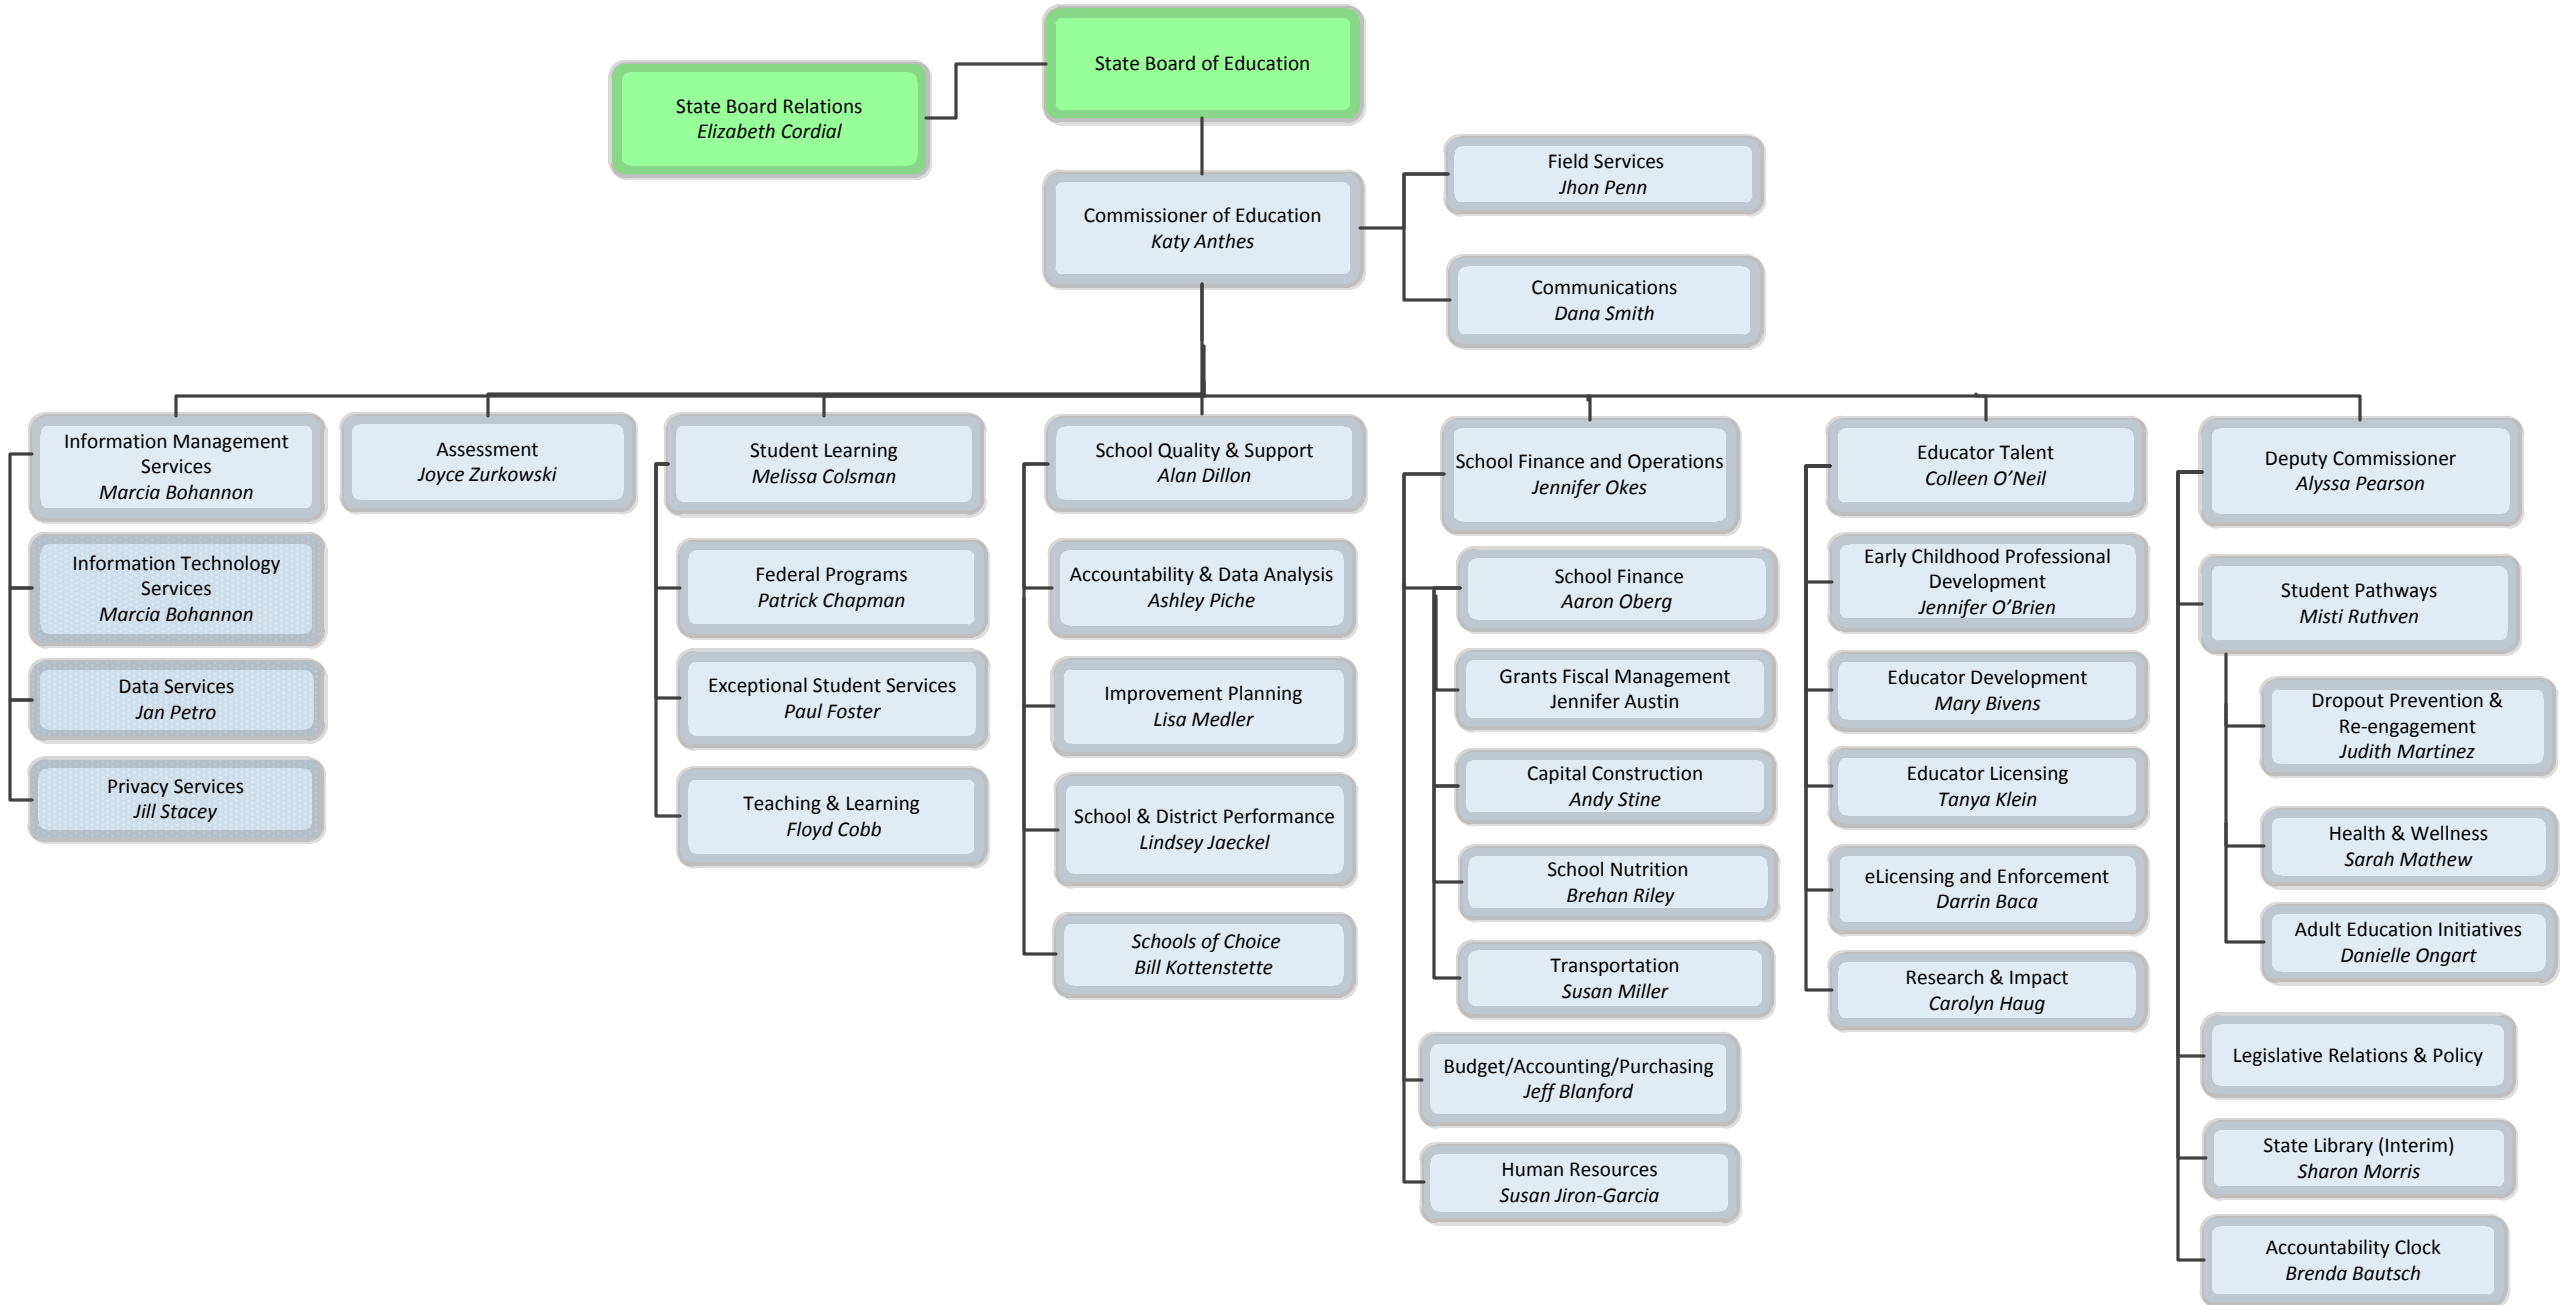 State Board of Education
State Board Relations
Elizabeth Cordial
Commissioner of Education
Katy Anthes
Field Services
Jhon Penn
Communications
Dana Smith
Information Management
Services
Marcia Bohannon
Information Technology
Services
Marcia Bohannon
Data Services
Jan Petro
Privacy Services
Jill Stacey
Assessment
Joyce Zurkowski
Student Learning
Melissa Colsman
Federal Programs
Patrick Chapman
Exceptional Student Services
Paul Foster
Teaching & Learning
Floyd Cobb
School Quality & Support
Alan Dillon
Accountability & Data Analysis
Ashley Piche
Improvement Planning
Lisa Medler
School & District Performance
Lindsey Jaeckel
Schools of Choice
Bill Kottenstette
School Finance and Operations
Jennifer Okes
School Finance
Aaron Oberg
Grants Fiscal Management
Jennifer Austin
Capital Construction
Andy Stine
School Nutrition
Brehan Riley
Transportation
Susan Miller
Budget/Accounting/Purchasing
Jeff Blanford
Human Resources
Susan Jiron-Garcia
Educator Talent
Colleen O’Neil
Early Childhood Professional
Development
Jennifer O’Brien
Educator Development
Mary Bivens
Educator Licensing
Tanya Klein
eLicensing and Enforcement
Darrin Baca
Research & Impact
Carolyn Haug
Deputy Commissioner
Alyssa Pearson
Student Pathways
Misti Ruthven
Dropout Prevention &
Re-engagement
Judith Martinez
Health & Wellness
Sarah Mathew
Adult Education Initiatives
Danielle Ongart
Legislative Relations & Policy
State Library (Interim)
Sharon Morris
Accountability Clock
Brenda Bautsch